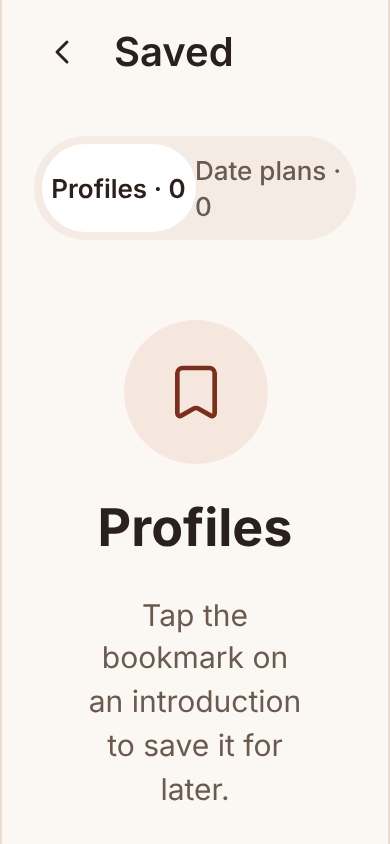 Saved
Profiles · 0
Date plans ·
0
Profiles
Tap the
bookmark on
an introduction
to save it for
later.